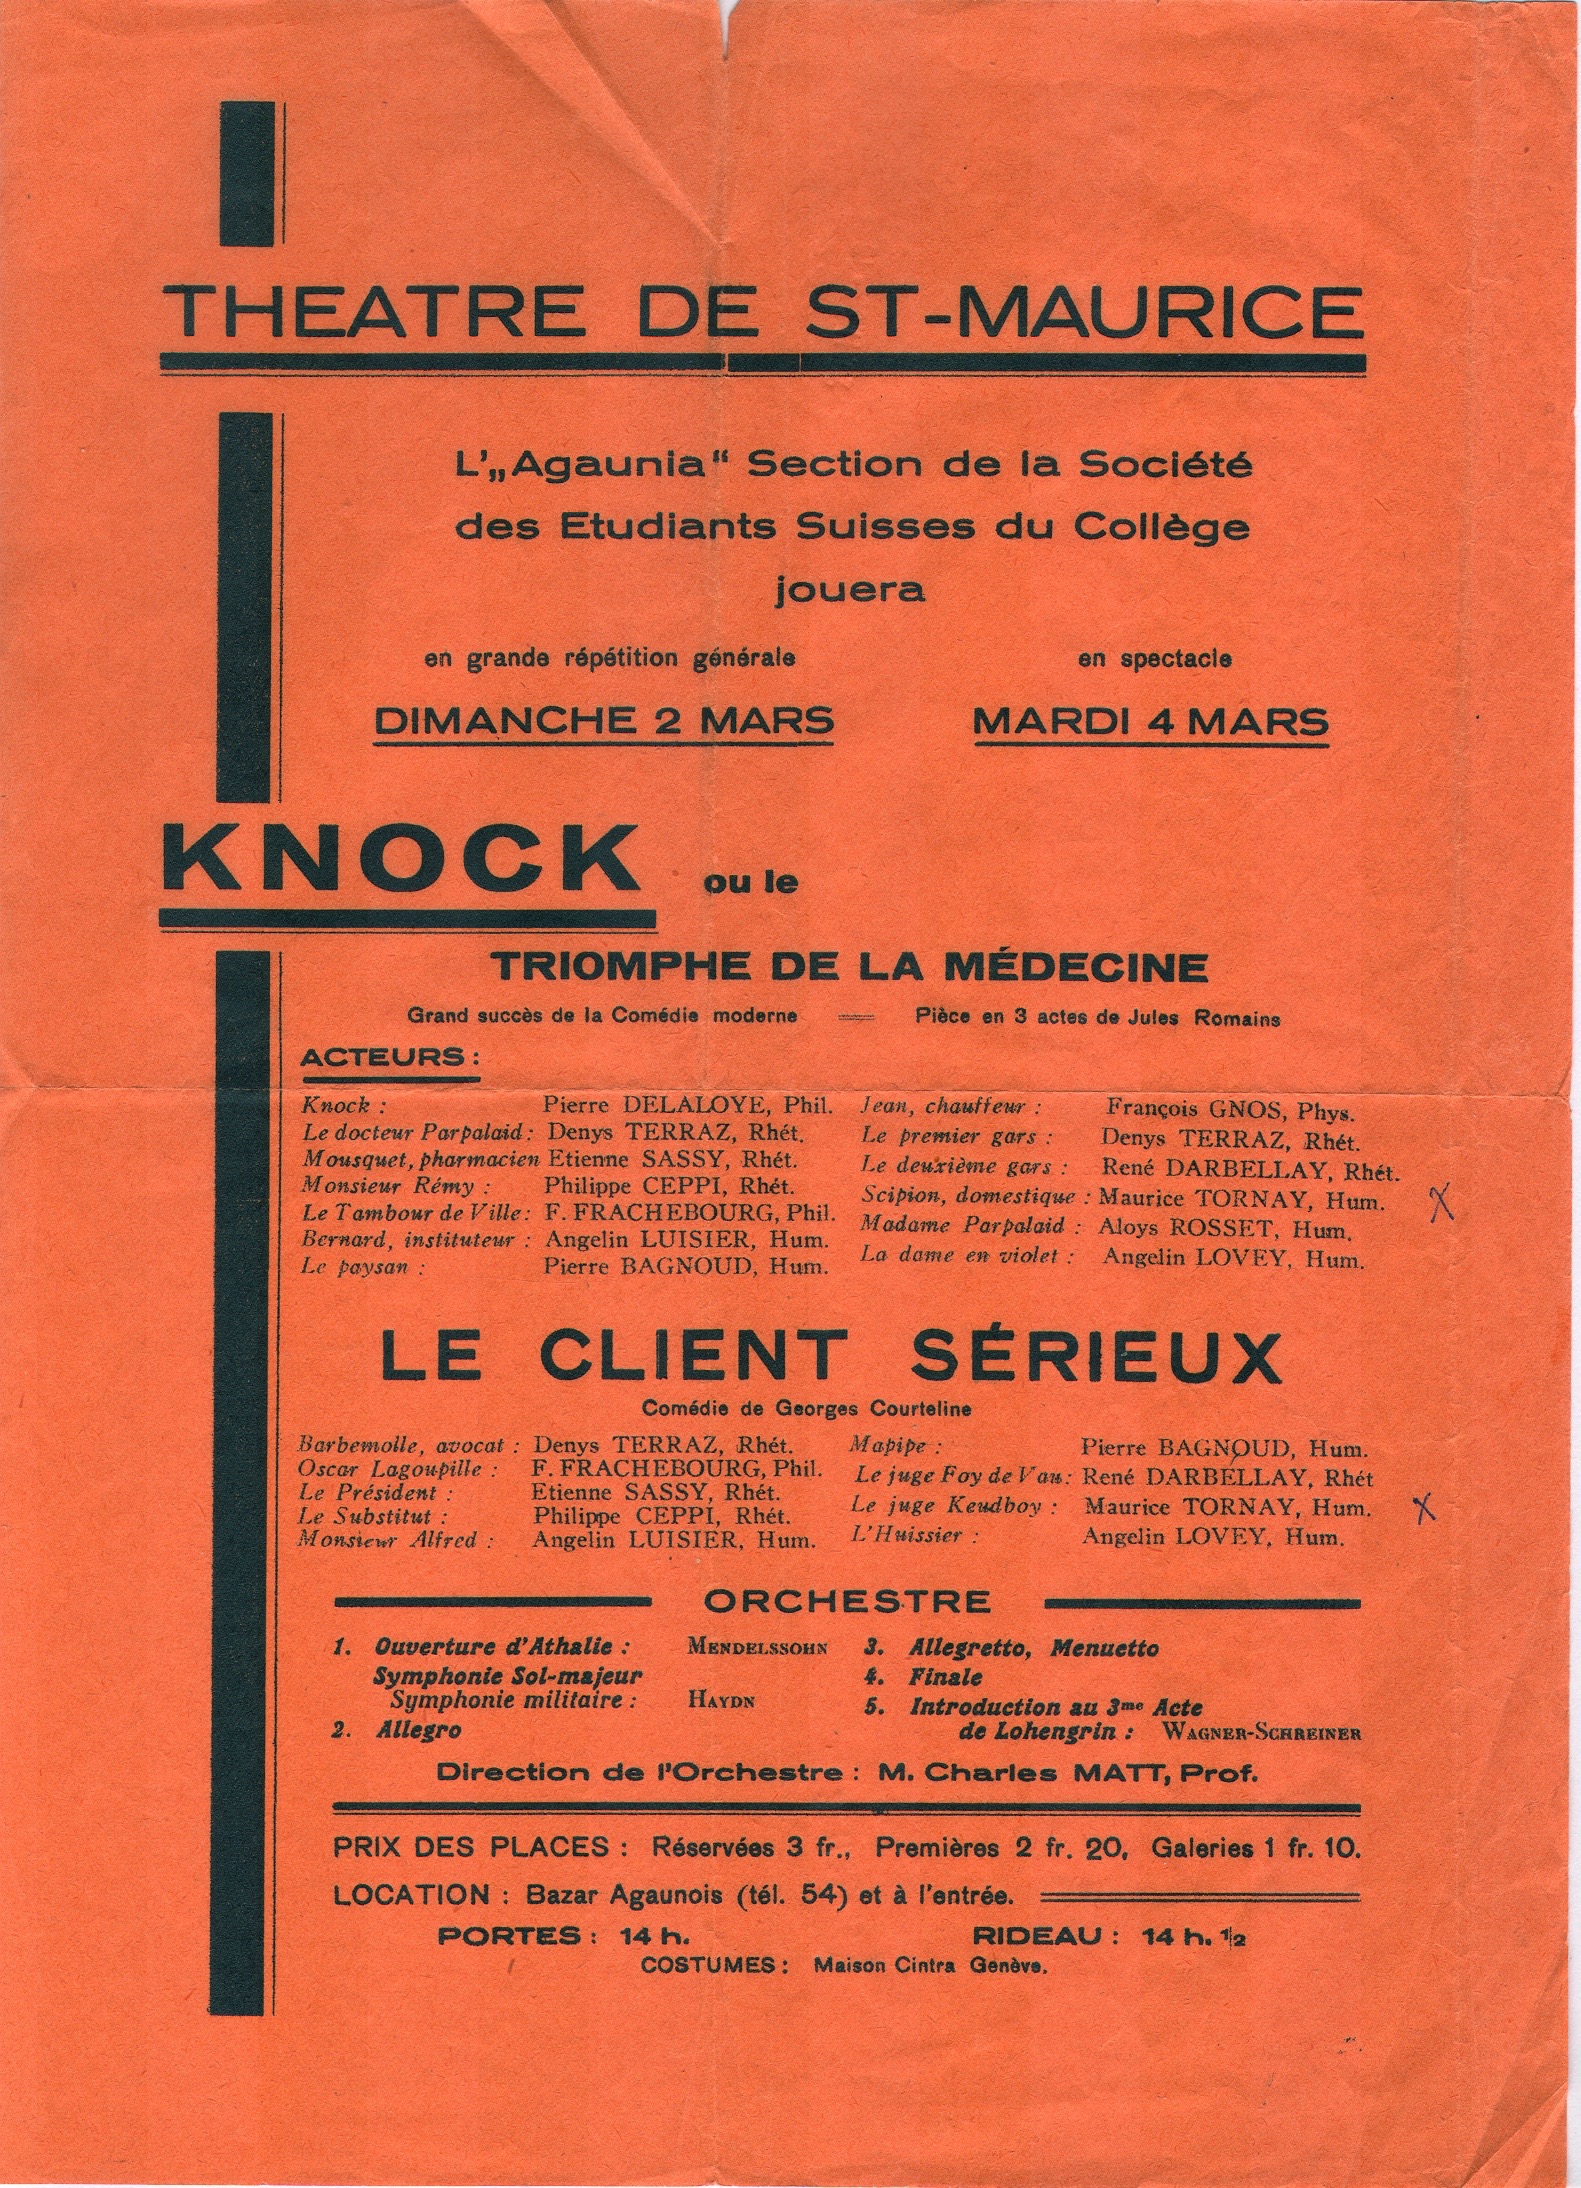 THEATRE DE ST-MAURICE
L'„Agaunia“ Section de la Société
des Etudiants Suisses du Collège
jouera
en grande répétition générale
DIMANCHE 2 MARS
en spectacle
MARDI 4 MARS
KNOCK ou le
TRIOMPHE DE LA MÉDECINE
Grand succès de la Comédie moderne — Pièce en 3 actes de Jules Romains
ACTEURS :
Knock : Pierre DELALOYE, Phil.
Le docteur Parpalaid : Denys TERRAZ, Rhét.
Mousquet, pharmacien Etienne SASSY, Rhét.
Monsieur Rémy : Philippe CEPPI, Rhét.
Le Tambour de Ville : F. FRACHEBOURG, Phil.
Bernard, instituteur : Angelin LUISIER, Hum.
Le paysan : Pierre BAGNOUD, Hum.
Jean, chauffeur : François GNOS, Phys.
Le premier gars : Denys TERRAZ, Rhét.
Le deuxième gars : René DARBELLAY, Rhét.
Scipion, domestique : Maurice TORNAY, Hum. X
Madame Parpalaid : Aloys ROSSET, Hum.
La dame en violet : Angelin LOVEY, Hum.
LE CLIENT SÉRIEUX
Comédie de Georges Courteline
Barbemolle, avocat : Denys TERRAZ, Rhét.
Oscar Lagoupille : F. FRACHEBOURG, Phil.
Le Président : Etienne SASSY, Rhét.
Le Substitut : Philippe CEPPI, Rhét.
Monsieur Alfred : Angelin LUISIER, Hum.
Mapipe : Pierre BAGNOUD, Hum.
Le juge Foy de Vau : René DARBELLAY, Rhét
Le juge Keudboy : Maurice TORNAY, Hum. X
L'Huissier : Angelin LOVEY, Hum.
ORCHESTRE
1. Ouverture d'Athalie : MENDELSSOHN
Symphonie Sol-majeur
Symphonie militaire : HAYDN
2. Allegro
3. Allegretto, Menuetto
4. Finale
5. Introduction au 3me Acte
de Lohengrin : WAGNER-SCHREINER
Direction de l'Orchestre : M. Charles MATT, Prof.
PRIX DES PLACES : Réservées 3 fr., Premières 2 fr. 20, Galeries 1 fr. 10.
LOCATION : Bazar Agaunois (tél. 54) et à l'entrée.
PORTES : 14 h. RIDEAU : 14 h. ½
COSTUMES : Maison Cintra Genève.